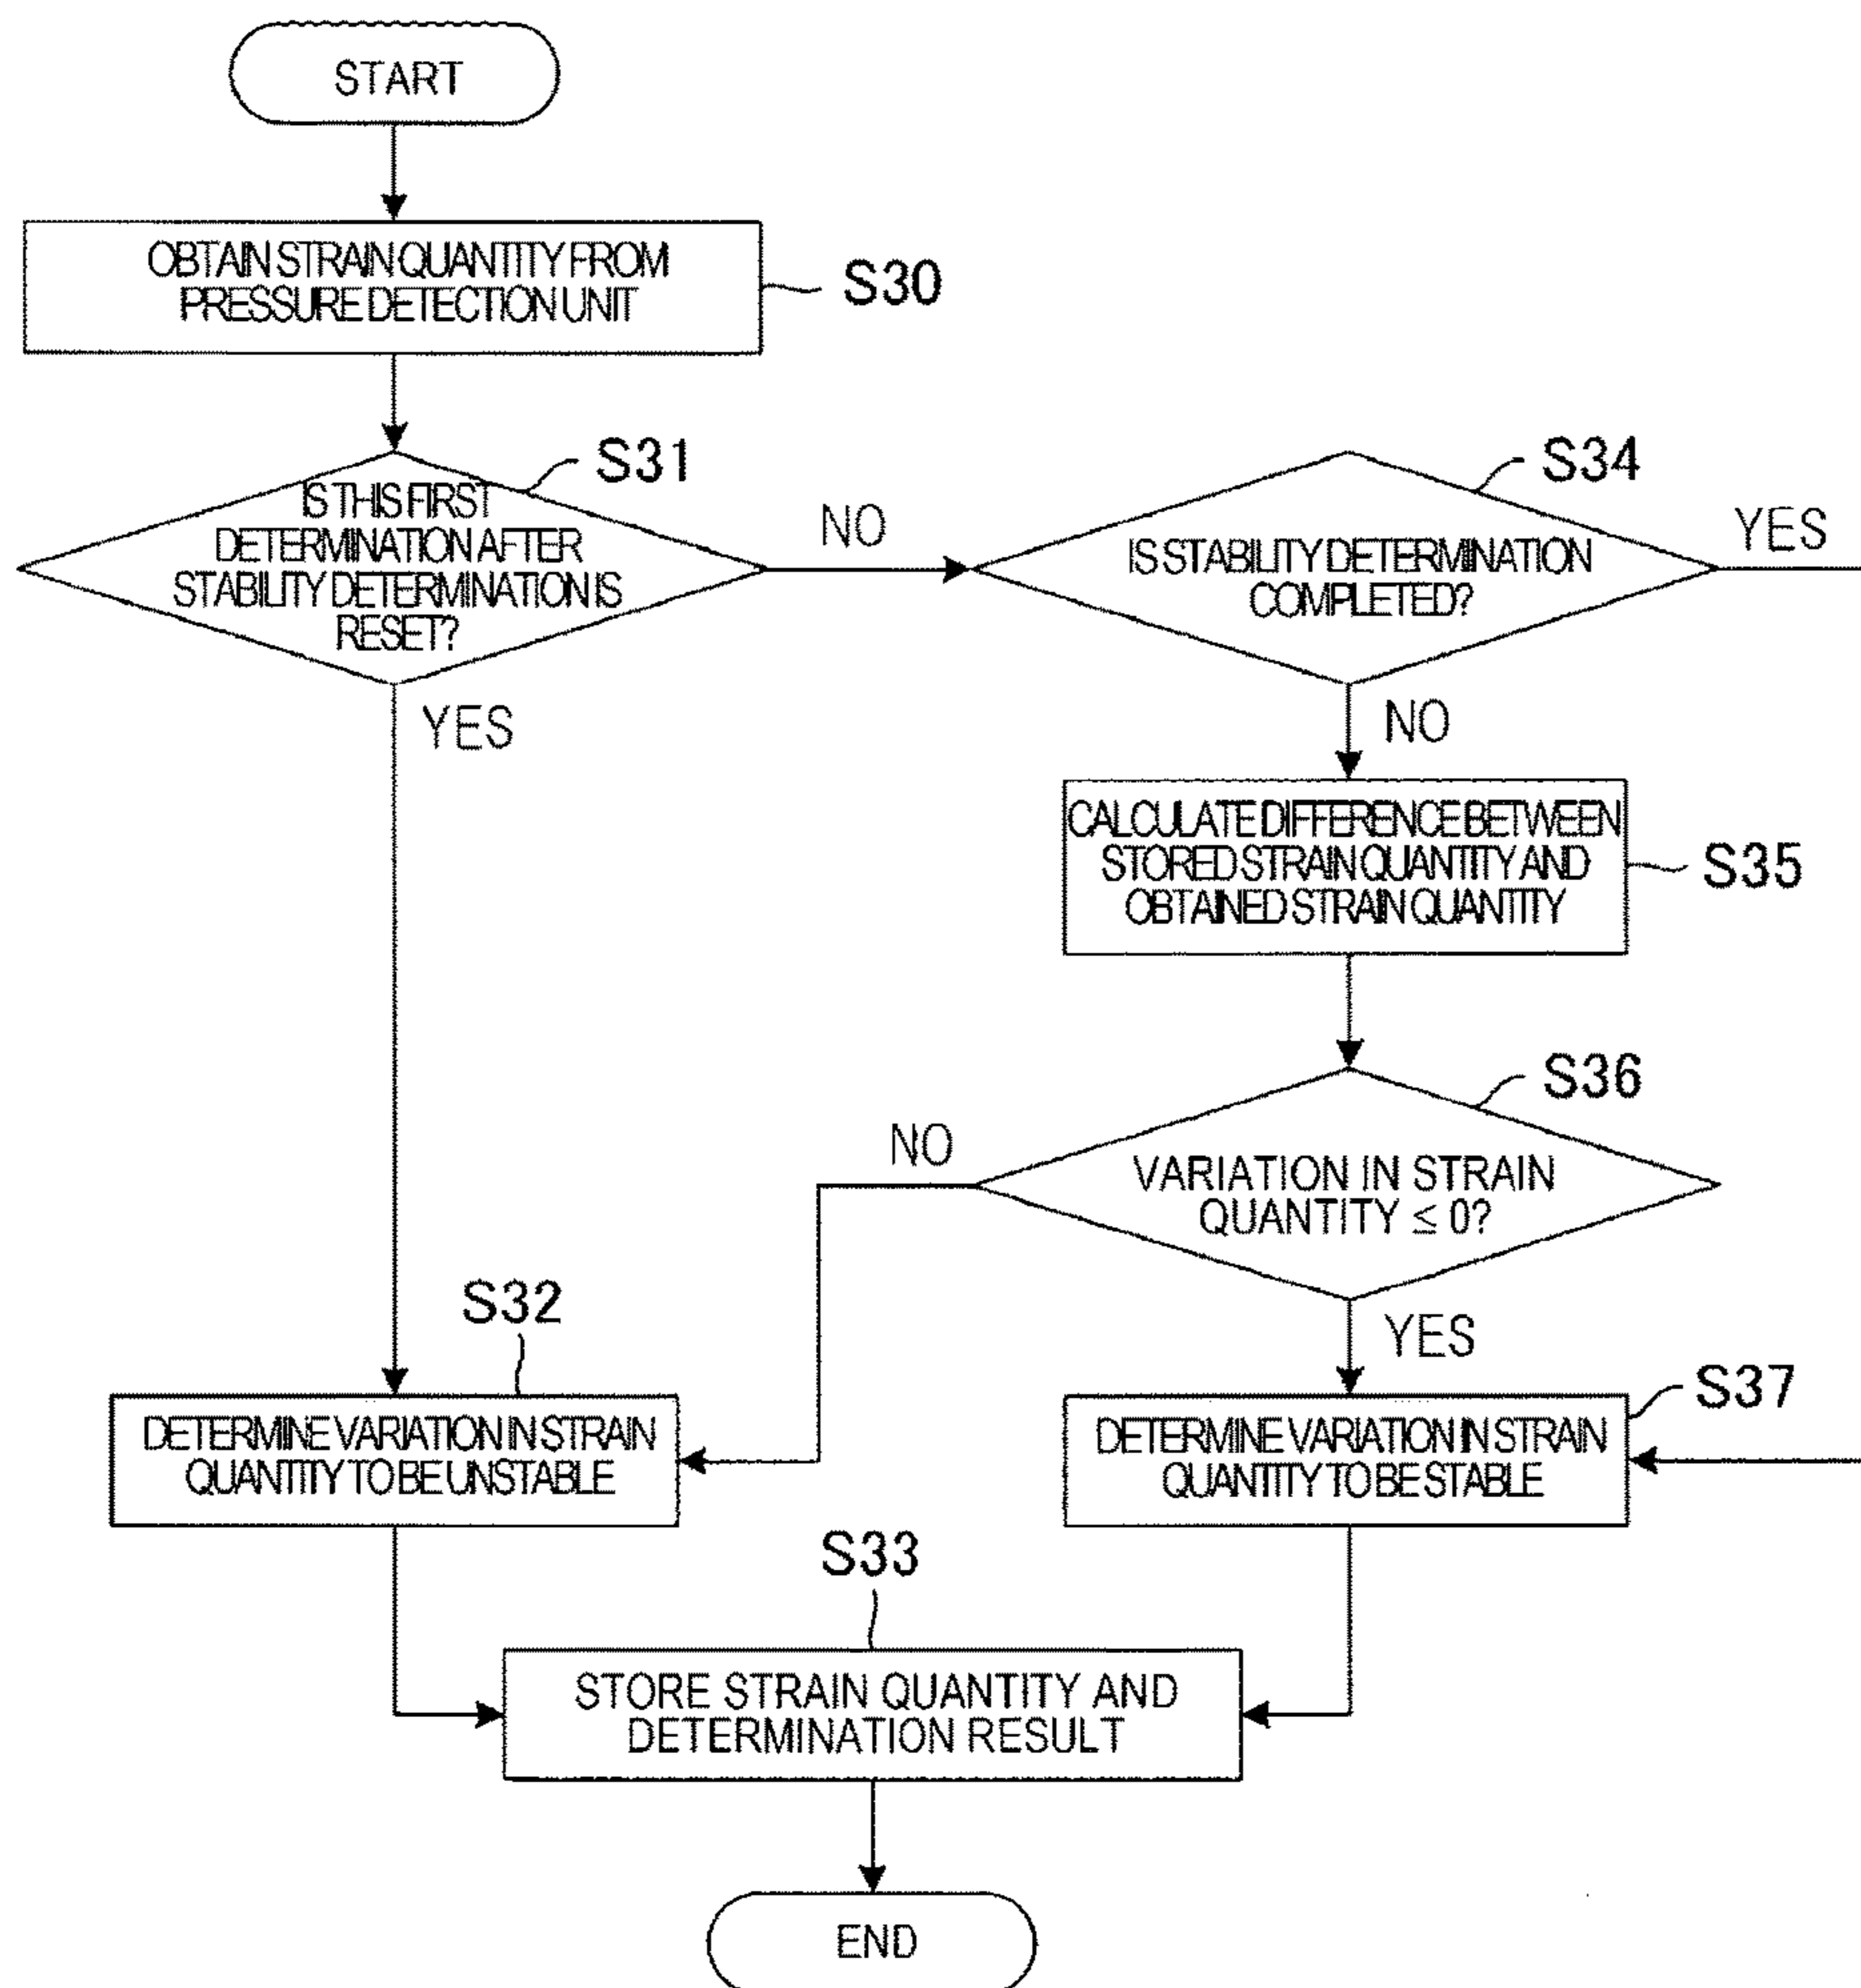 START
OBTAIN STRAIN QUANTITY FROM
PRESSURE DETECTION UNIT
S30
IS THIS FIRST
DETERMINATION AFTER
STABILITY DETERMINATION IS
RESET?
S31
NO
YES
IS STABILITY DETERMINATION
COMPLETED?
S34
YES
NO
CALCULATE DIFFERENCE BETWEEN
STORED STRAIN QUANTITY AND
OBTAINED STRAIN QUANTITY
S35
VARIATION IN STRAIN
QUANTITY ≤ 0?
S36
NO
YES
S32
DETERMINE VARIATION IN STRAIN
QUANTITY TO BE UNSTABLE
S37
DETERMINE VARIATION IN STRAIN
QUANTITY TO BE STABLE
S33
STORE STRAIN QUANTITY AND
DETERMINATION RESULT
END